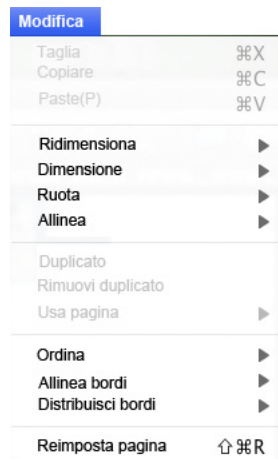 Modifica
Taglia ⌘X
Copiare ⌘C
Paste(P) ⌘V
Ridimensiona ▶
Dimensione ▶
Ruota ▶
Allinea ▶
Duplicato
Rimuovi duplicato
Usa pagina ▶
Ordina ▶
Allinea bordi ▶
Distribuisci bordi ▶
Reimposta pagina ⇧⌘R